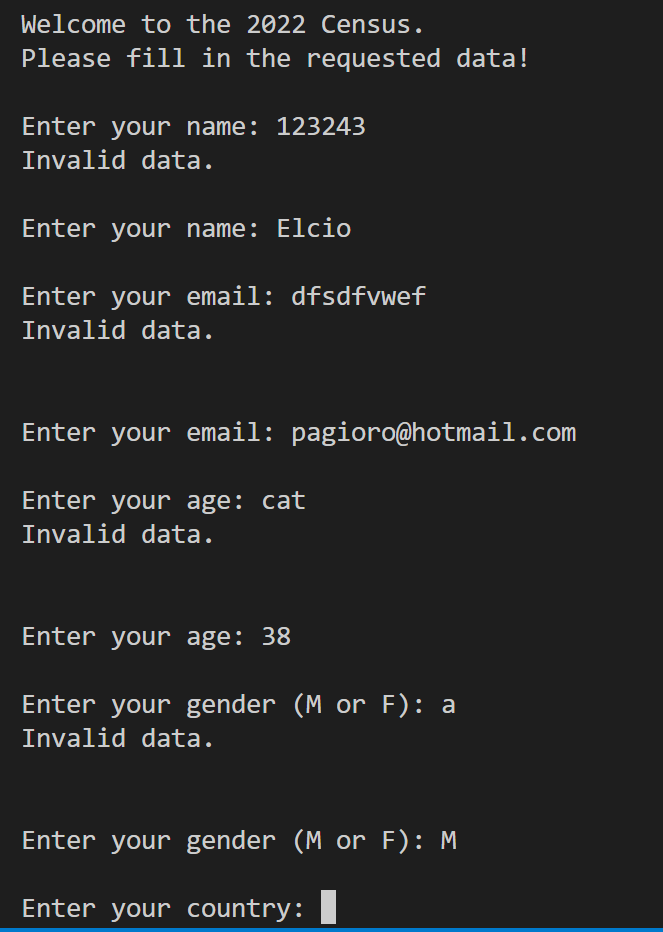 Welcome to the 2022 Census.
Please fill in the requested data!
Enter your name: 123243
Invalid data.
Enter your name: Elcio
Enter your email: dfsdfvwef
Invalid data.
Enter your email: pagioro@hotmail.com
Enter your age: cat
Invalid data.
Enter your age: 38
Enter your gender (M or F): a
Invalid data.
Enter your gender (M or F): M
Enter your country: